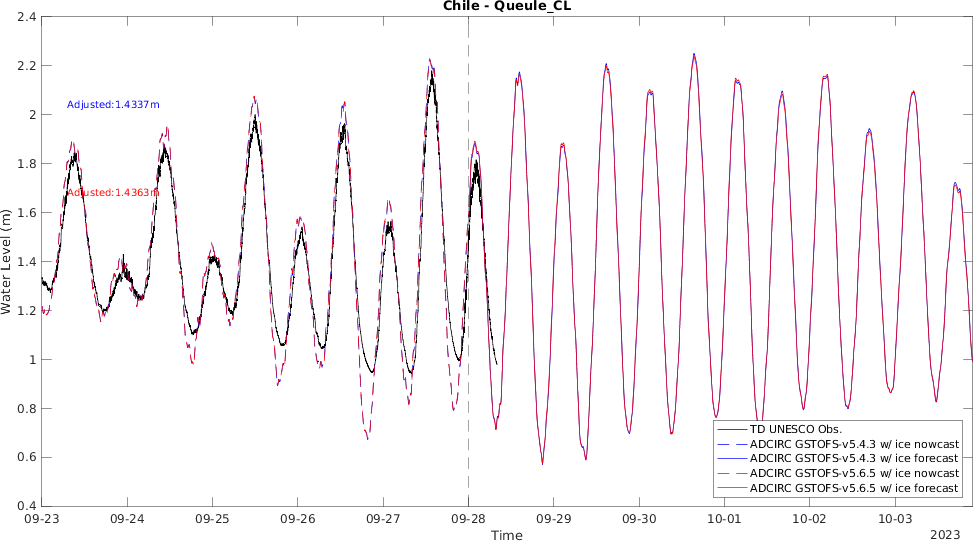 Chile - Queule_CL
2.4
2.2
2
1.8
1.6
1.4
1.2
1
0.8
0.6
0.4
Water Level (m)
Adjusted:1.4337m
Adjusted:1.4363m
TD UNESCO Obs.
ADCIRC GSTOFS-v5.4.3 w/ ice nowcast
ADCIRC GSTOFS-v5.4.3 w/ ice forecast
ADCIRC GSTOFS-v5.6.5 w/ ice nowcast
ADCIRC GSTOFS-v5.6.5 w/ ice forecast
09-23 09-24 09-25 09-26 09-27 09-28 09-29 09-30 10-01 10-02 10-03
Time
2023